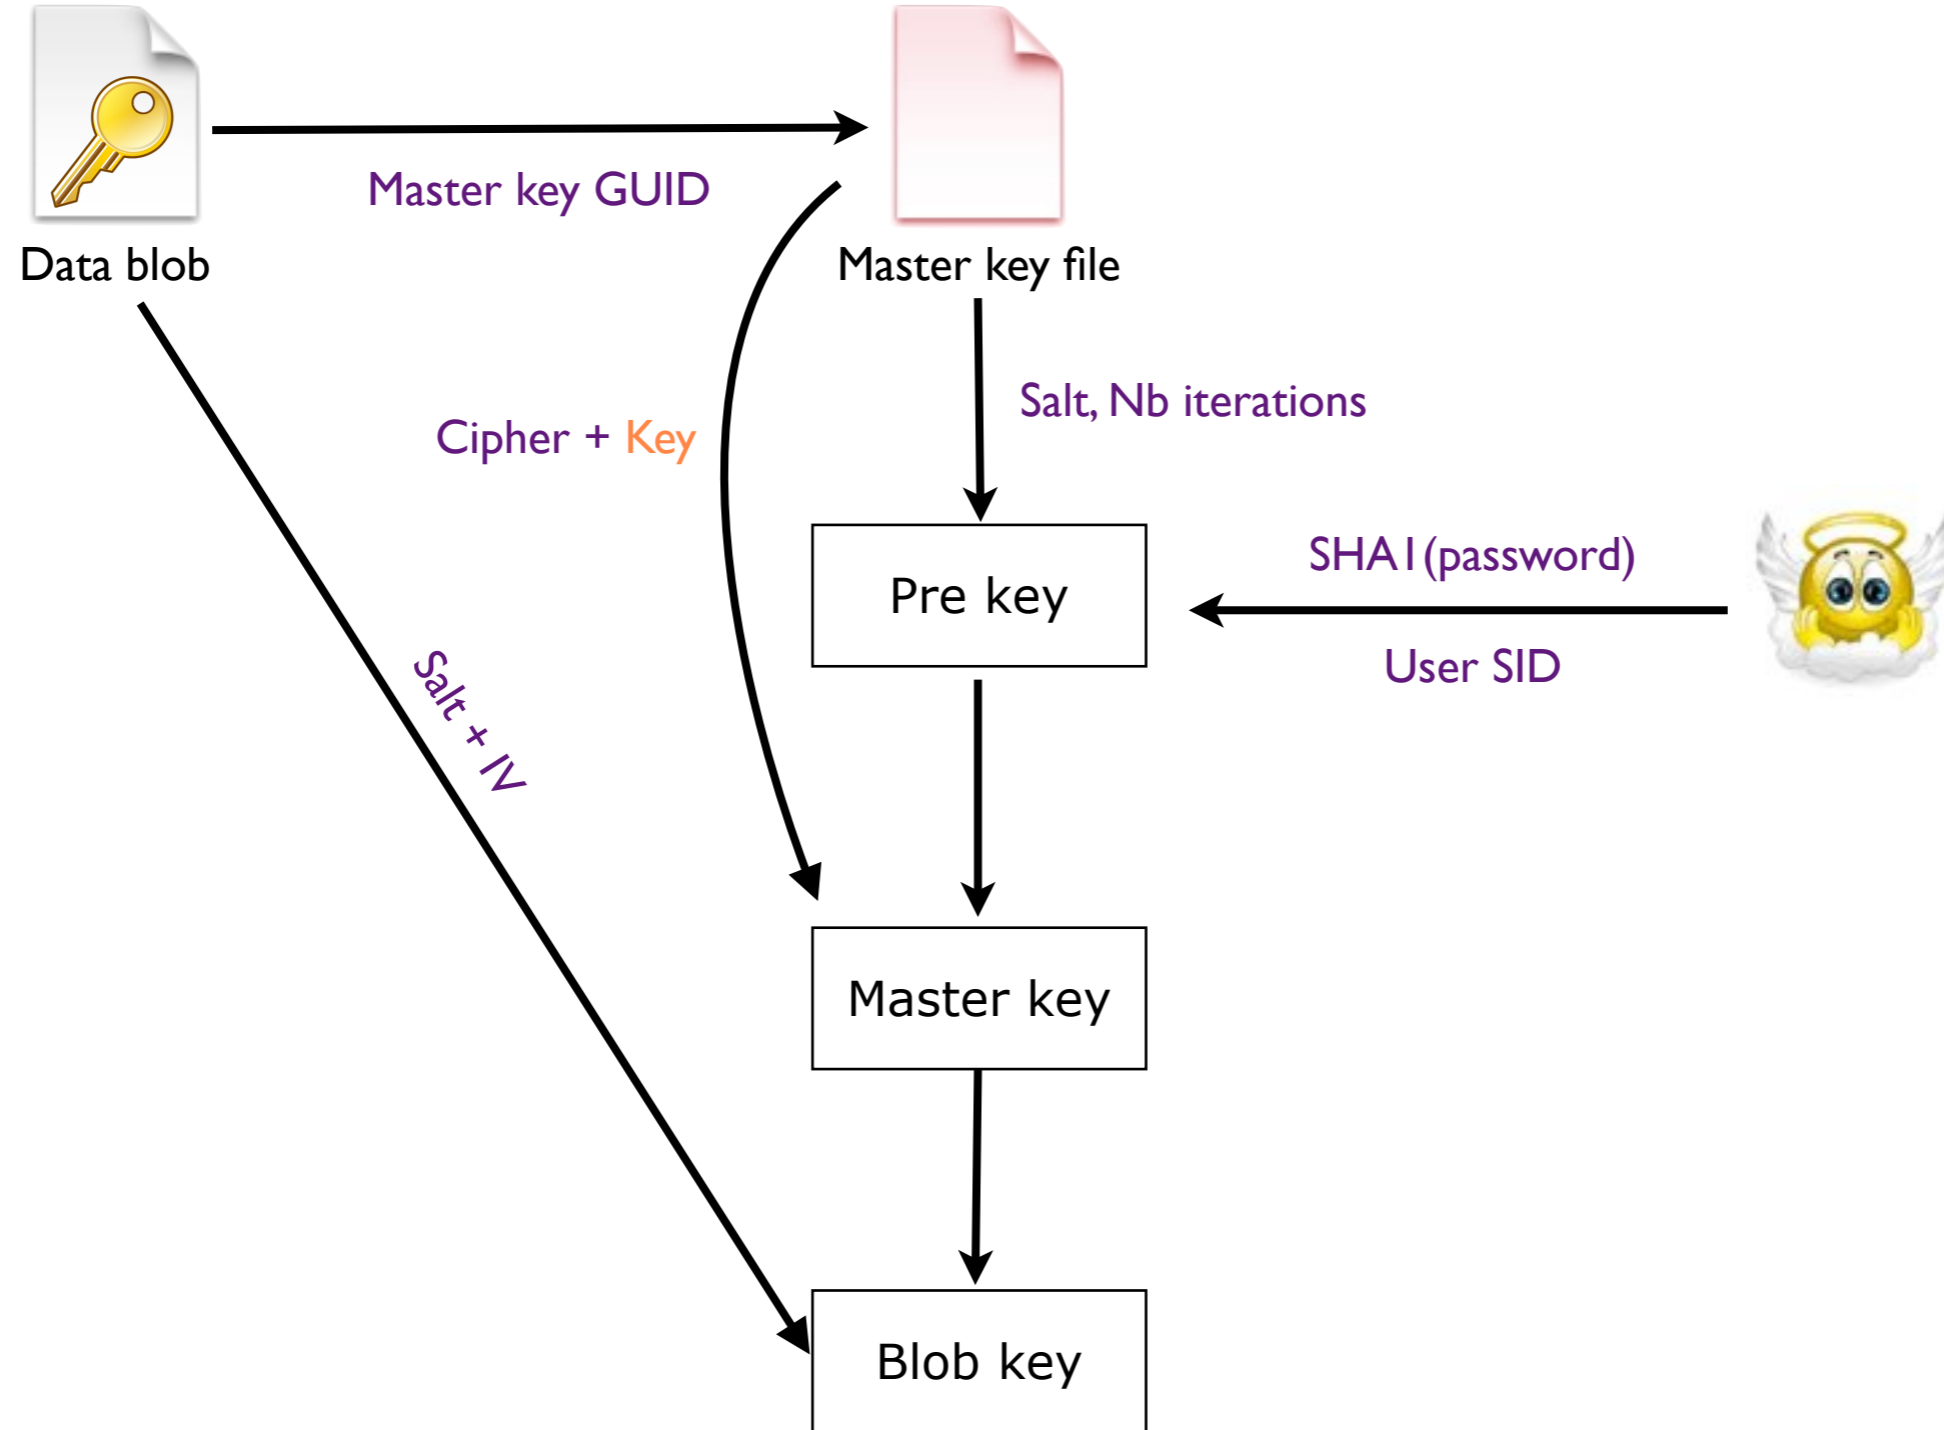 Master key GUID
Data blob
Master key file
Salt, Nb iterations
Cipher + Key
SHA1(password)
Pre key
User SID
Salt + IV
Master key
Blob key